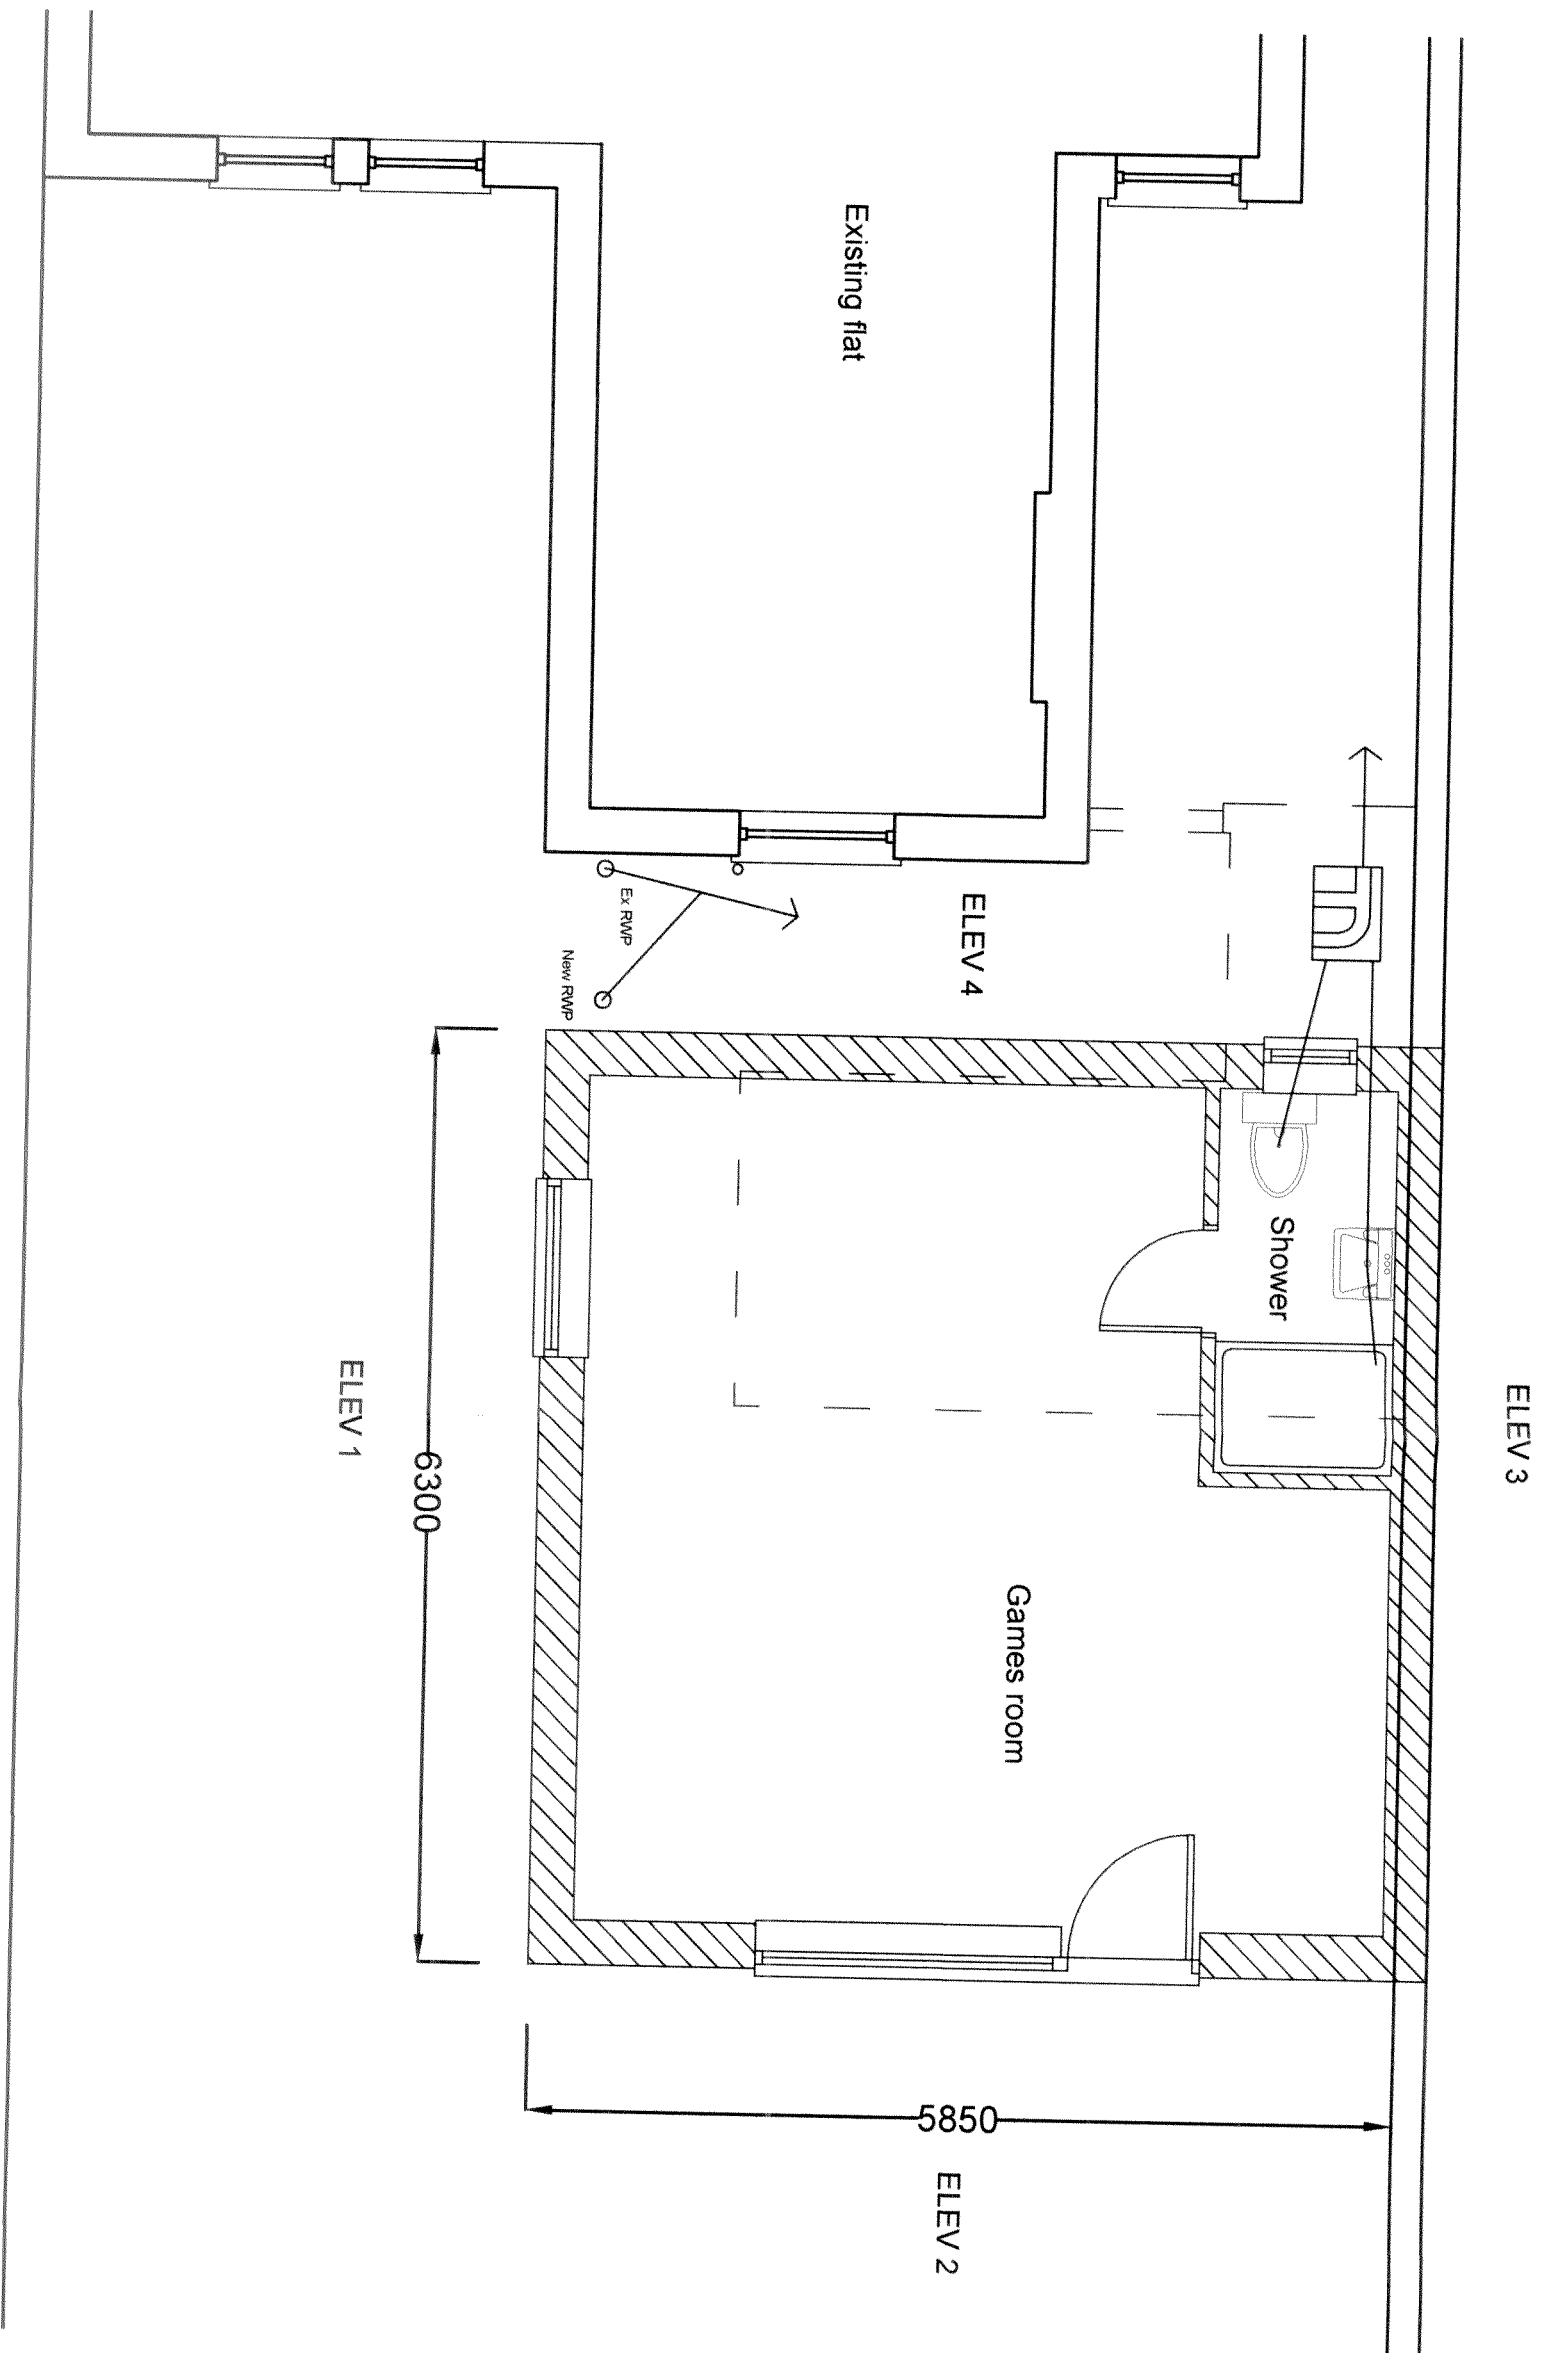 Existing flat
ELEV 4
Ex RWP
New RWP
Shower
ELEV 3
ELEV 1
6300
Games room
5850
ELEV 2